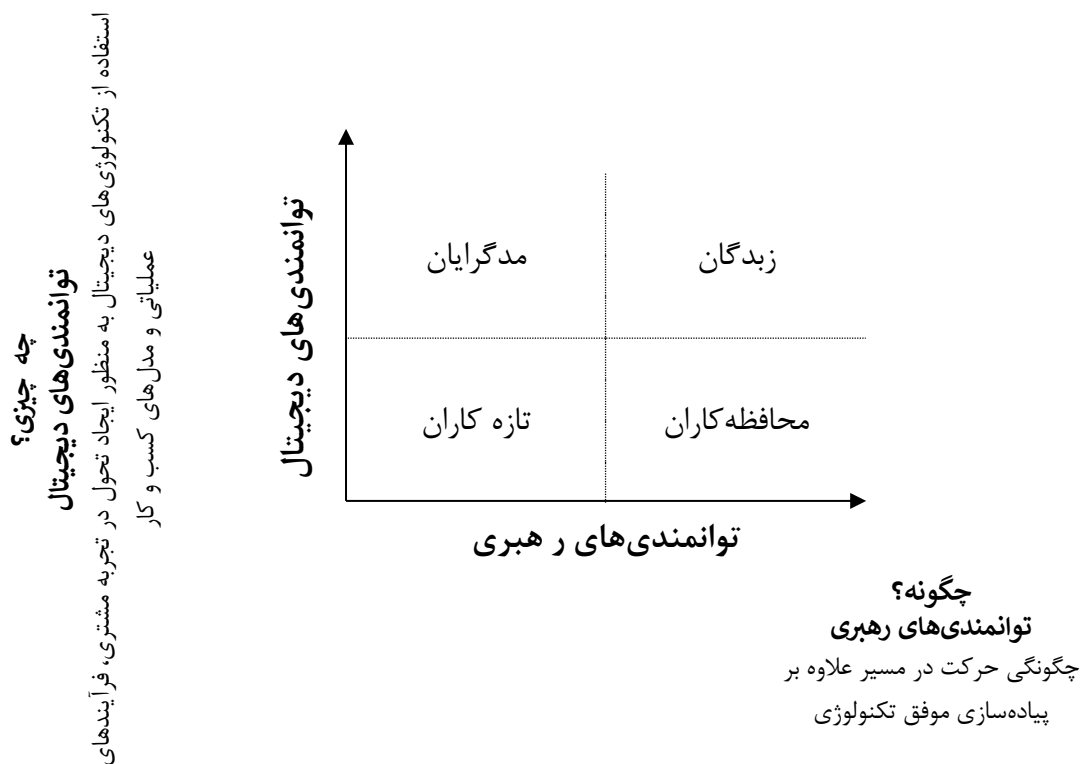 چه چیزی؟
توانمندی‌های دیجیتال
استفاده از تکنولوژی‌های دیجیتال به منظور ایجاد تحول در تجربه مشتری، فرآیندهای
عملیاتی و مدل‌های کسب و کار
توانمندی‌های دیجیتال
مدگرایان
زبدگان
تازه کاران
محافظه‌کاران
توانمندی‌های ر هبری
چگونه؟
توانمندی‌های رهبری
چگونگی حرکت در مسیر علاوه بر
پیاده‌سازی موفق تکنولوژی